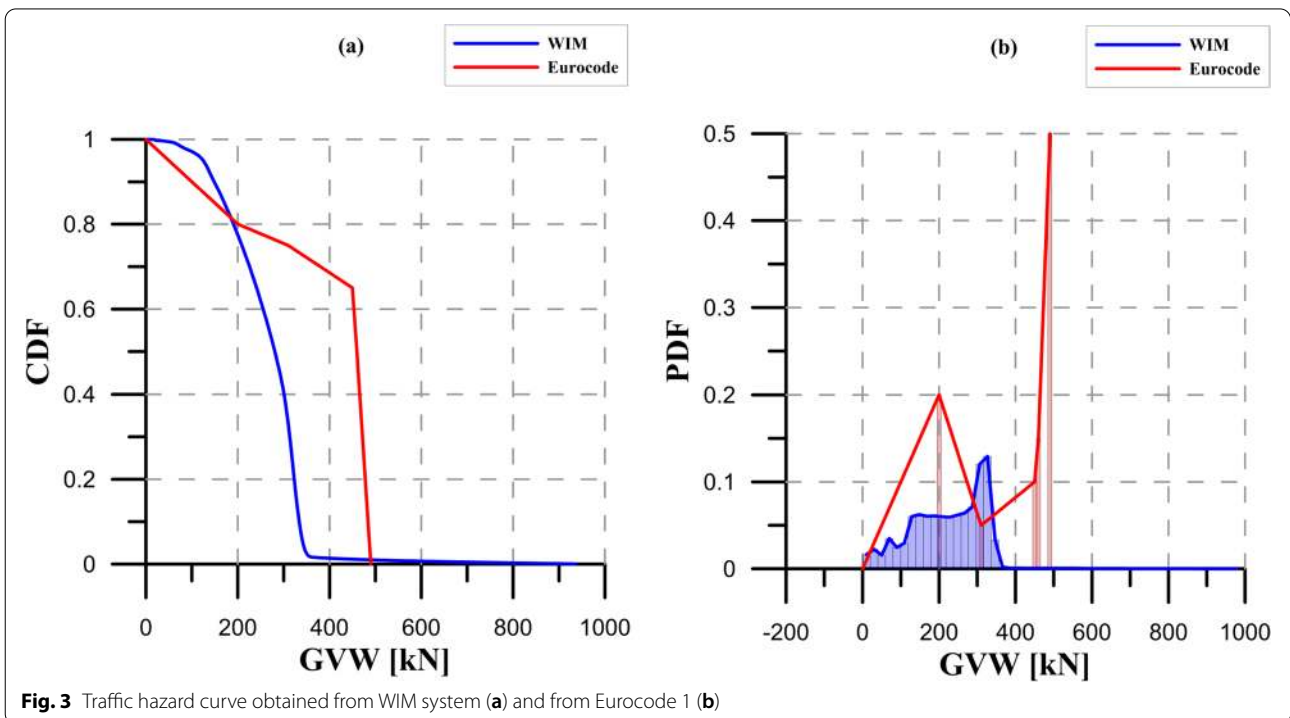 (a)
WIM
Eurocode
CDF
1
0.8
0.6
0.4
0.2
0
0 200 400 600 800 1000
GVW [kN]
(b)
WIM
Eurocode
PDF
0.5
0.4
0.3
0.2
0.1
0
-200 0 200 400 600 800 1000
GVW [kN]
Fig. 3 Traffic hazard curve obtained from WIM system (a) and from Eurocode 1 (b)